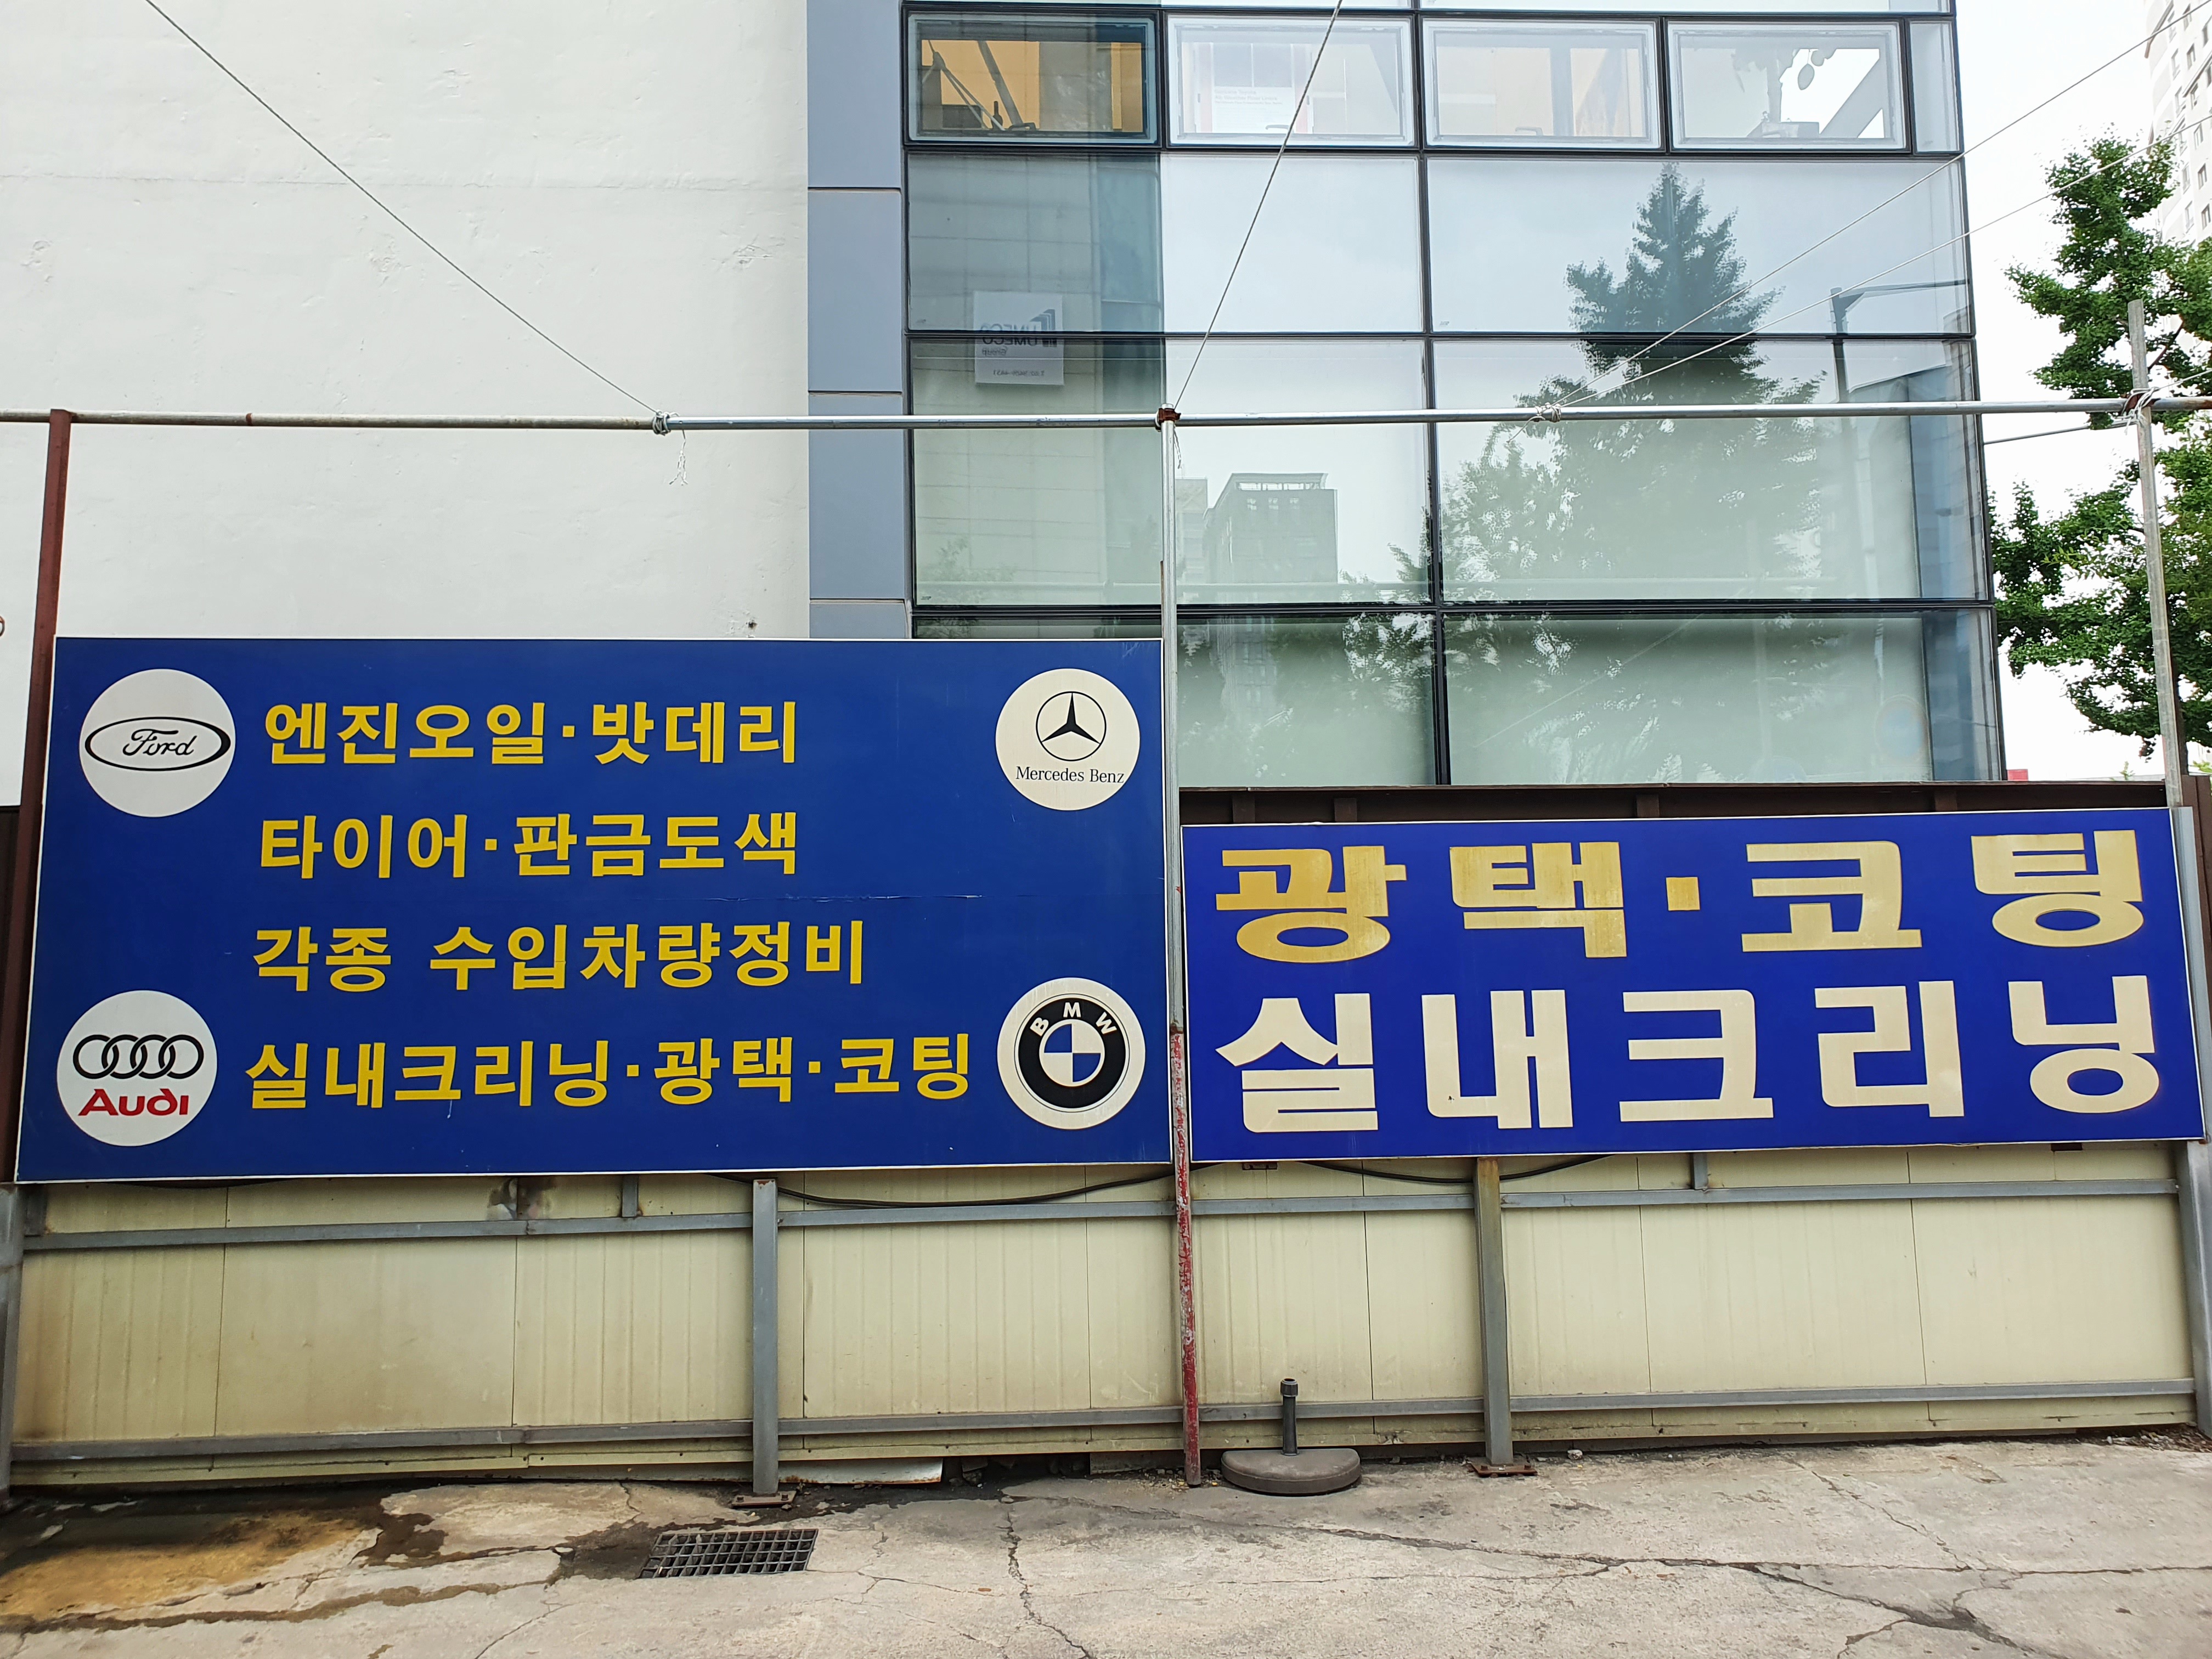 Ford
엔진오일·밧데리
Mercedes Benz
타이어·판금도색
각종 수입차량정비
Audi
실내크리닝·광택·코팅
BMW
광택·코팅
실내크리닝
UMECO